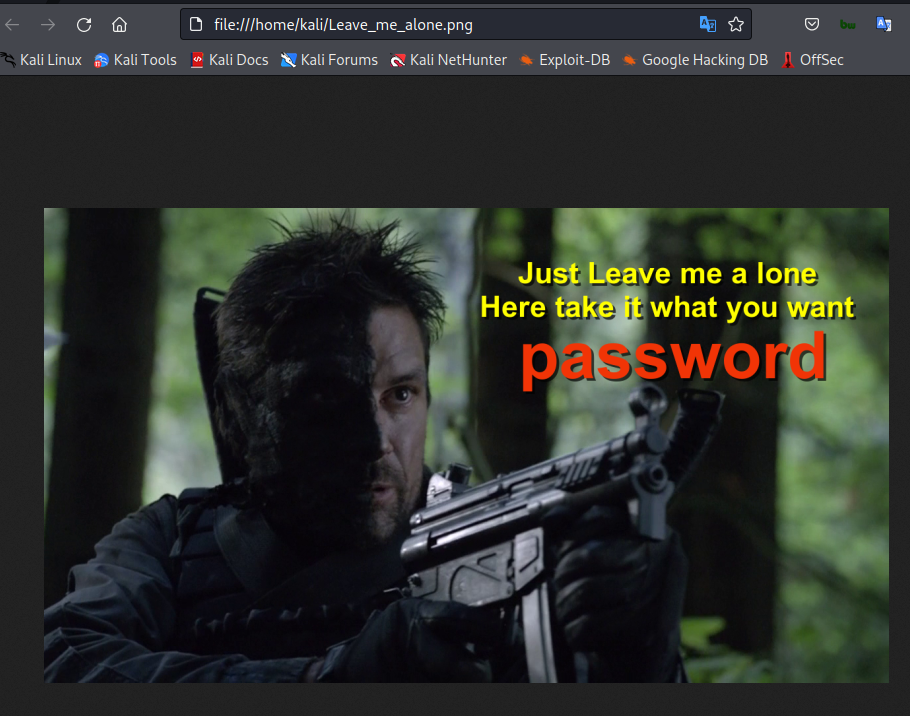 file:///home/kali/Leave_me_alone.png
Kali Linux Kali Tools Kali Docs Kali Forums Kali NetHunter Exploit-DB Google Hacking DB OffSec
Just Leave me a lone
Here take it what you want
password